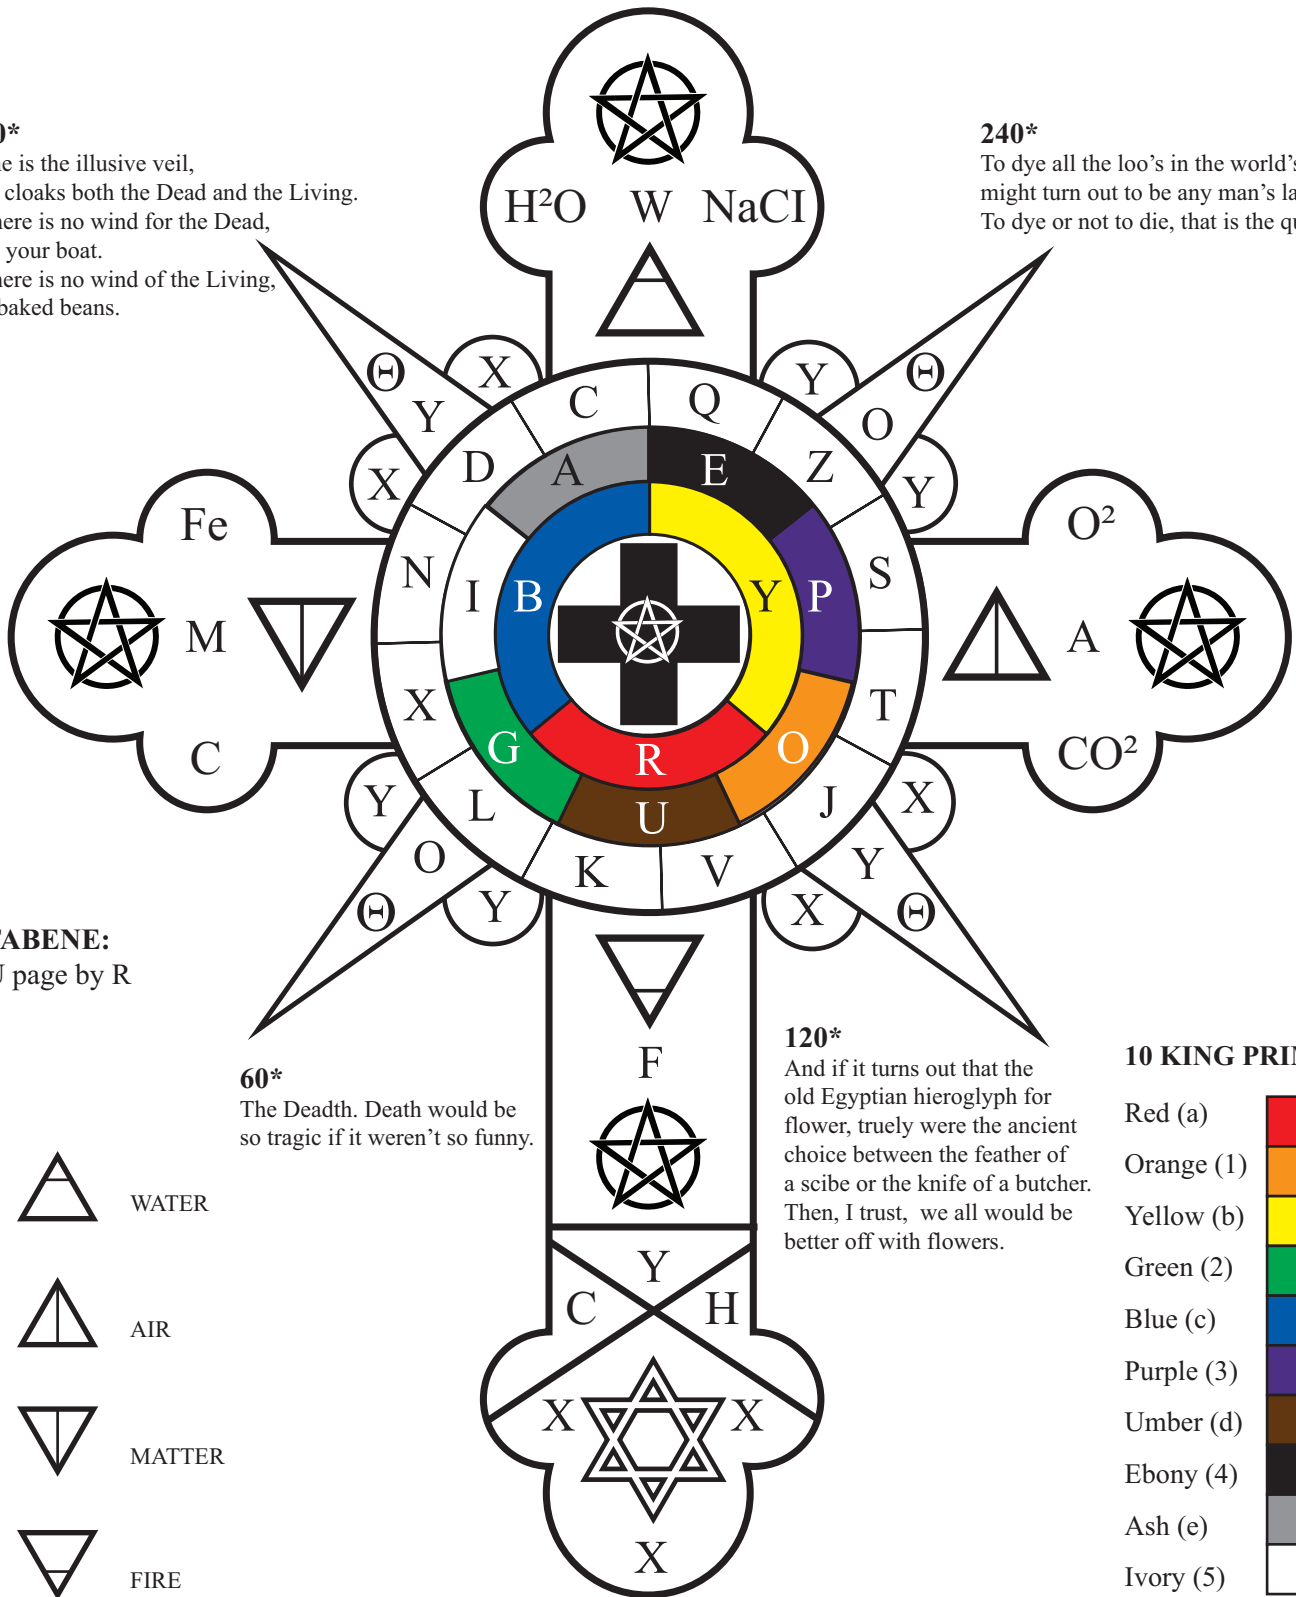 0*
ne is the illusive veil,
cloaks both the Dead and the Living.
here is no wind for the Dead,
your boat.
here is no wind of the Living,
baked beans.
240*
To dye all the loo's in the world's
might turn out to be any man's la
To dye or not to die, that is the qu
H²O W NaCI
Θ X Y Θ
Y C Q O
X D A E Z Y
Fe O²
N I B Y P S
M A
X G R O T
C CO²
Y L U J X
O K V Y
Θ Y X Θ
TABENE:
U page by R
F
60*
The Deadth. Death would be
so tragic if it weren't so funny.
120*
And if it turns out that the
old Egyptian hieroglyph for
flower, truely were the ancient
choice between the feather of
a scibe or the knife of a butcher.
Then, I trust, we all would be
better off with flowers.
Y
C H
X X
X
WATER
AIR
MATTER
FIRE
10 KING PRI
Red (a)
Orange (1)
Yellow (b)
Green (2)
Blue (c)
Purple (3)
Umber (d)
Ebony (4)
Ash (e)
Ivory (5)